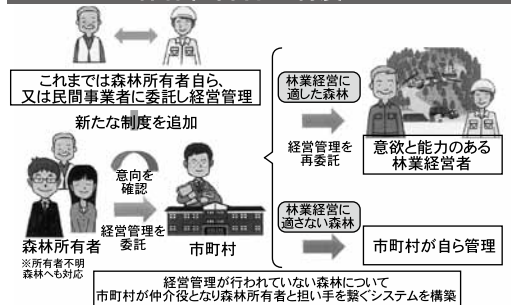 これまでは森林所有者自ら、
又は民間事業者に委託し経営管理
新たな制度を追加
意向を
確認
経営管理を
委託
森林所有者
※所有者不明
森林へも対応
市町村
林業経営に
適した森林
経営管理を
再委託
意欲と能力のある
林業経営者
林業経営に
適さない森林
市町村が自ら管理
経営管理が行われていない森林について
市町村が仲介役となり森林所有者と担い手を繋ぐシステムを構築